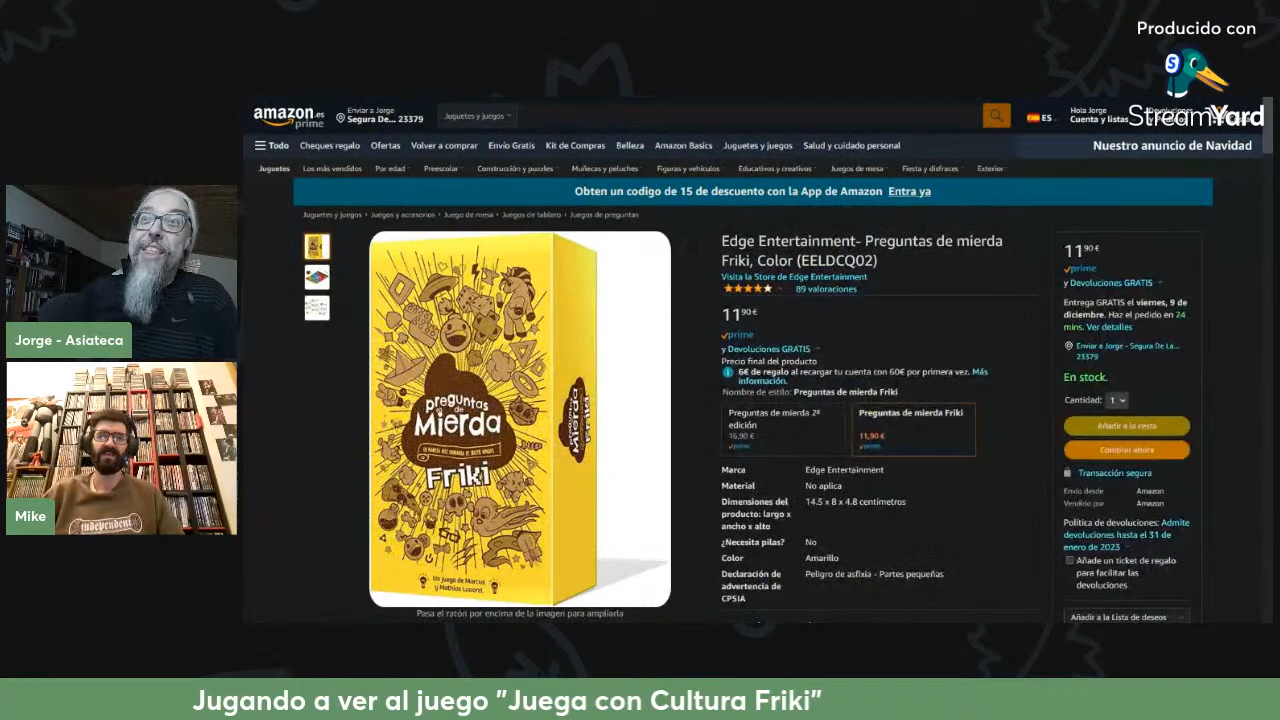 Producido con
StreamYard
amazon.es
prime
Enviar a Jorge
Segura De... 23379
Juguetes y juegos
ES
Hola Jorge
Cuenta y listas
Devoluciones
Todo
Cheques regalo
Ofertas
Volver a comprar
Envío Gratis
Kit de Compras
Belleza
Amazon Basics
Juguetes y juegos
Salud y cuidado personal
Nuestro anuncio de Navidad
Juguetes
Los más vendidos
Por edad
Preescolar
Construcción y puzzles
Muñecas y peluches
Figuras y vehículos
Educativos y creativos
Juegos de mesa
Fiesta y disfraces
Exterior
Obten un codigo de 15 de descuento con la App de Amazon Entra ya
Juguetes y juegos › Juegos y accesorios › Juego de mesa › Juegos de tablero › Juegos de preguntas
preguntas
de
Mierda
Friki
Un juego de Marcus
y Mathias Lauarel.
preguntas
de
Mierda
Friki
Pasa el ratón por encima de la imagen para ampliarla
Edge Entertainment- Preguntas de mierda
Friki, Color (EELDCQ02)
Visita la Store de Edge Entertainment
89 valoraciones
11,90 €
prime
y Devoluciones GRATIS
Precio final del producto
6€ de regalo al recargar tu cuenta con 60€ por primera vez. Más
información.
Nombre de estilo: Preguntas de mierda Friki
Preguntas de mierda 2ª
edición
16,90 €
prime
Preguntas de mierda Friki
11,90 €
prime
Marca Edge Entertainment
Material No aplica
Dimensiones del 14.5 x 8 x 4.8 centímetros
producto: largo x
ancho x alto
¿Necesita pilas? No
Color Amarillo
Declaración de Peligro de asfixia - Partes pequeñas
advertencia de
CPSIA
11,90 €
prime
y Devoluciones GRATIS
Entrega GRATIS el viernes, 9 de
diciembre. Haz el pedido en 24
mins. Ver detalles
Enviar a Jorge - Segura De La...
23379
En stock.
Cantidad: 1
Añadir a la cesta
Comprar ahora
Transacción segura
Envío desde Amazon
Vendido por Amazon
Política de devoluciones: Admite
devoluciones hasta el 31 de
enero de 2023
Añade un ticket de regalo
para facilitar las
devoluciones
Añadir a la Lista de deseos
Jorge - Asiateca
Mike
independent
Jugando a ver al juego "Juega con Cultura Friki"